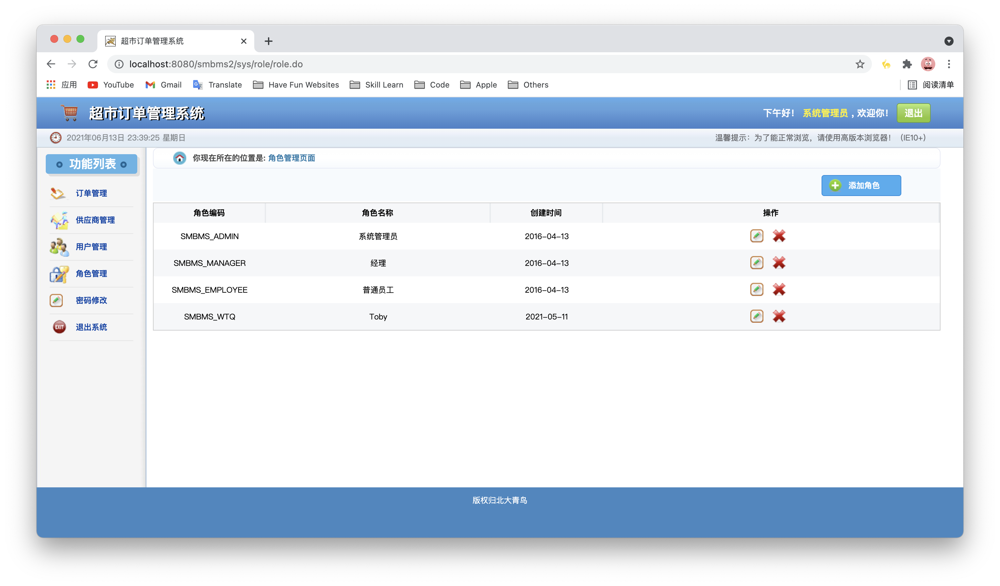 超市订单管理系统
localhost:8080/smbms2/sys/role/role.do
应用 YouTube Gmail Translate Have Fun Websites Skill Learn Code Apple Others 阅读清单
超市订单管理系统 下午好！ 系统管理员 , 欢迎你！ 退出
2021年06月13日 23:39:25 星期日 温馨提示：为了能正常浏览，请使用高版本浏览器！（IE10+）
功能列表
订单管理
供应商管理
用户管理
角色管理
密码修改
EXIT 退出系统
你现在所在的位置是: 角色管理页面
添加角色
角色编码 角色名称 创建时间 操作
SMBMS_ADMIN 系统管理员 2016-04-13
SMBMS_MANAGER 经理 2016-04-13
SMBMS_EMPLOYEE 普通员工 2016-04-13
SMBMS_WTQ Toby 2021-05-11
版权归北大青鸟